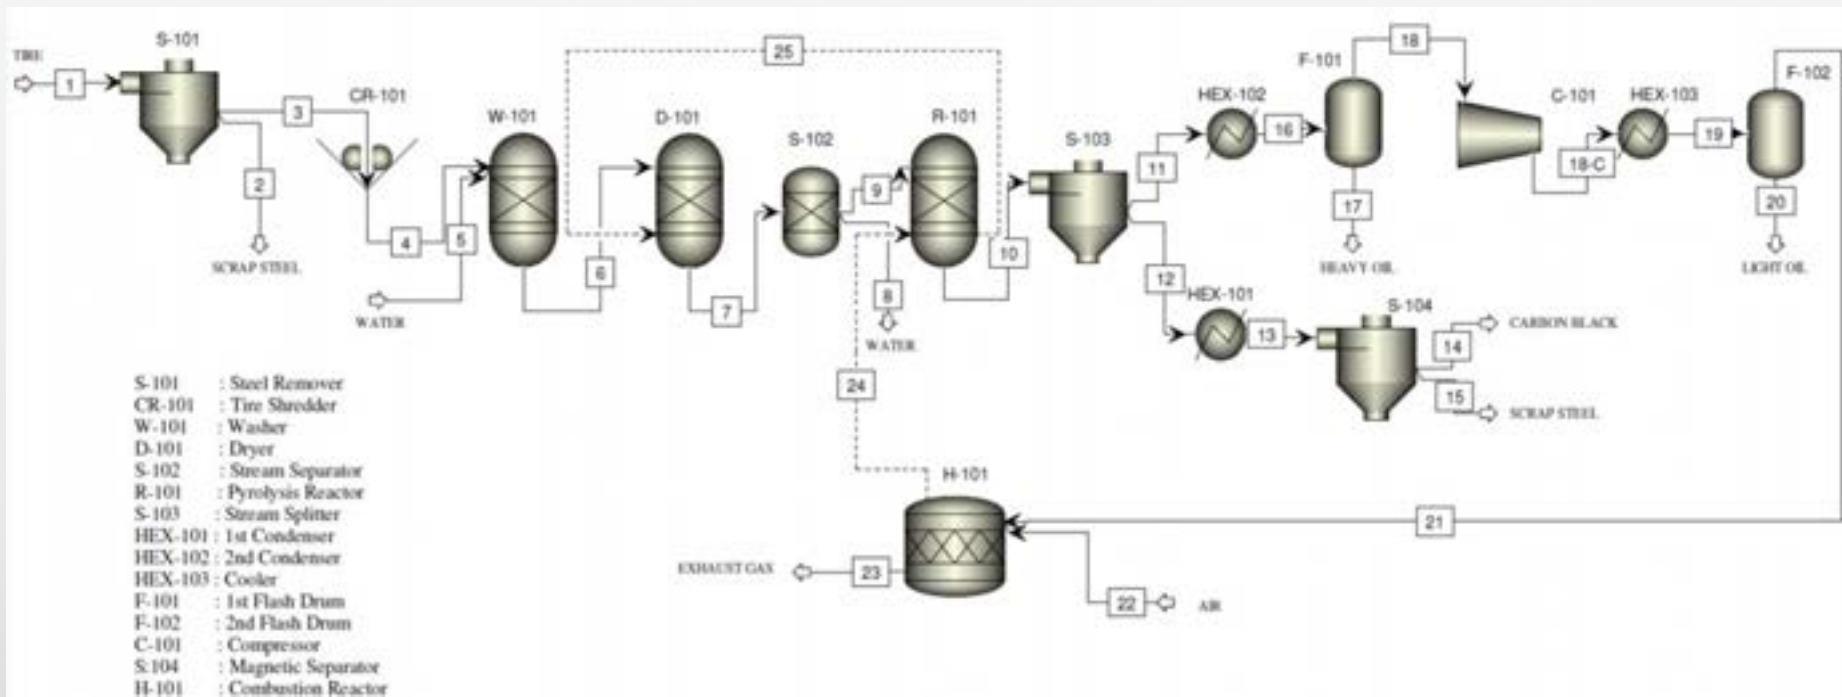 S-101
TIRE
1
3
2
SCRAP STEEL
CR-101
4
5
WATER
W-101
6
25
D-101
7
S-102
9
8
WATER
R-101
10
24
S-103
11
12
HEX-102
16
F-101
17
HEAVY OIL
18
C-101
18-C
HEX-103
19
F-102
20
LIGHT OIL
HEX-101
13
S-104
14
CARBON BLACK
15
SCRAP STEEL
H-101
21
EXHAUST GAS
23
22
AIR
S-101 : Steel Remover
CR-101 : Tire Shredder
W-101 : Washer
D-101 : Dryer
S-102 : Stream Separator
R-101 : Pyrolysis Reactor
S-103 : Stream Splitter
HEX-101 : 1st Condenser
HEX-102 : 2nd Condenser
HEX-103 : Cooler
F-101 : 1st Flash Drum
F-102 : 2nd Flash Drum
C-101 : Compressor
S:104 : Magnetic Separator
H-101 : Combustion Reactor